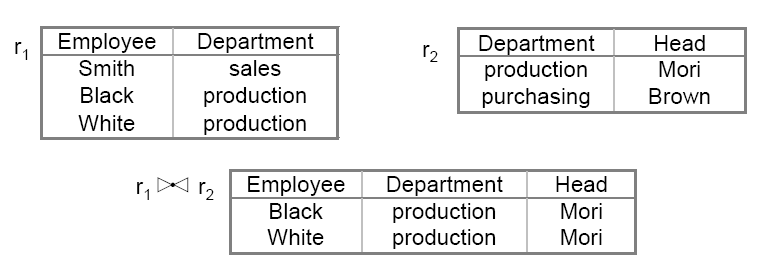 r1 Employee Department
Smith sales
Black production
White production
r2 Department Head
production Mori
purchasing Brown
r1 ⋈ r2 Employee Department Head
Black production Mori
White production Mori